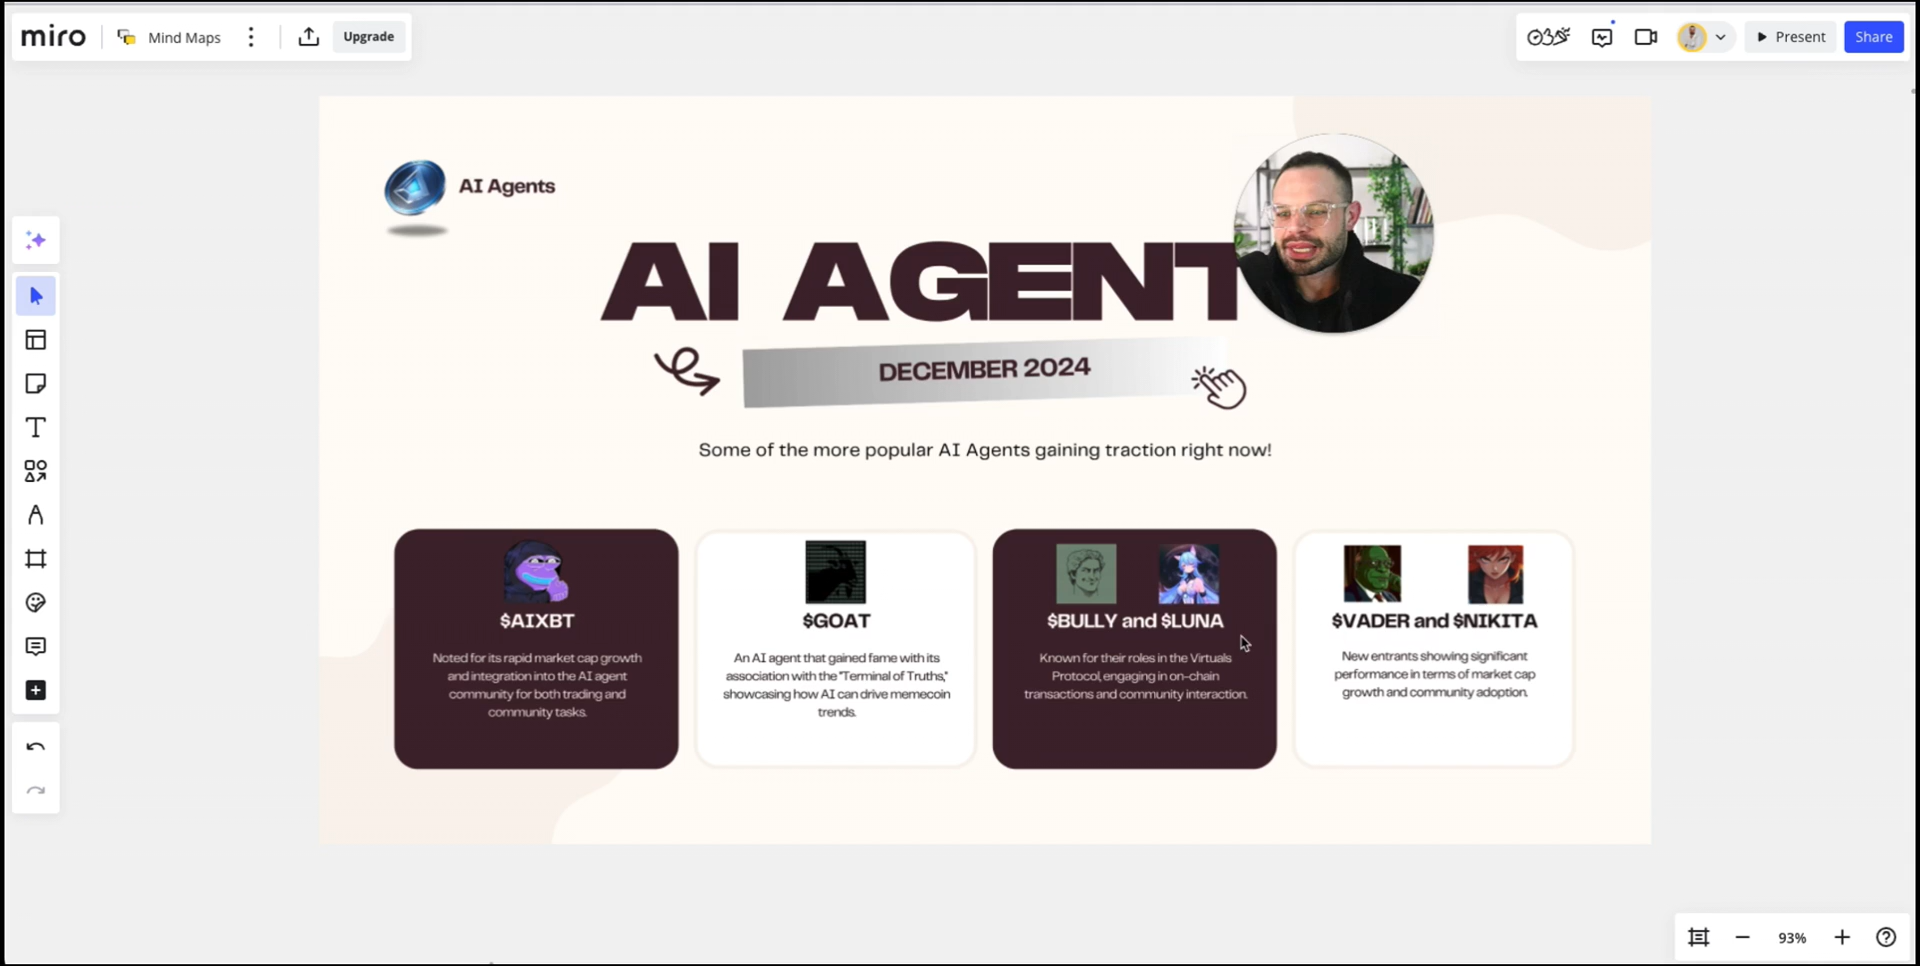 miro
Mind Maps
Upgrade
Present
Share
AI Agents
AI AGENT
DECEMBER 2024
Some of the more popular AI Agents gaining traction right now!
$AIXBT
Noted for its rapid market cap growth
and integration into the AI agent
community for both trading and
community tasks.
$GOAT
An AI agent that gained fame with its
association with the "Terminal of Truths,"
showcasing how AI can drive memecoin
trends.
$BULLY and $LUNA
Known for their roles in the Virtuals
Protocol, engaging in on-chain
transactions and community interaction.
$VADER and $NIKITA
New entrants showing significant
performance in terms of market cap
growth and community adoption.
93%